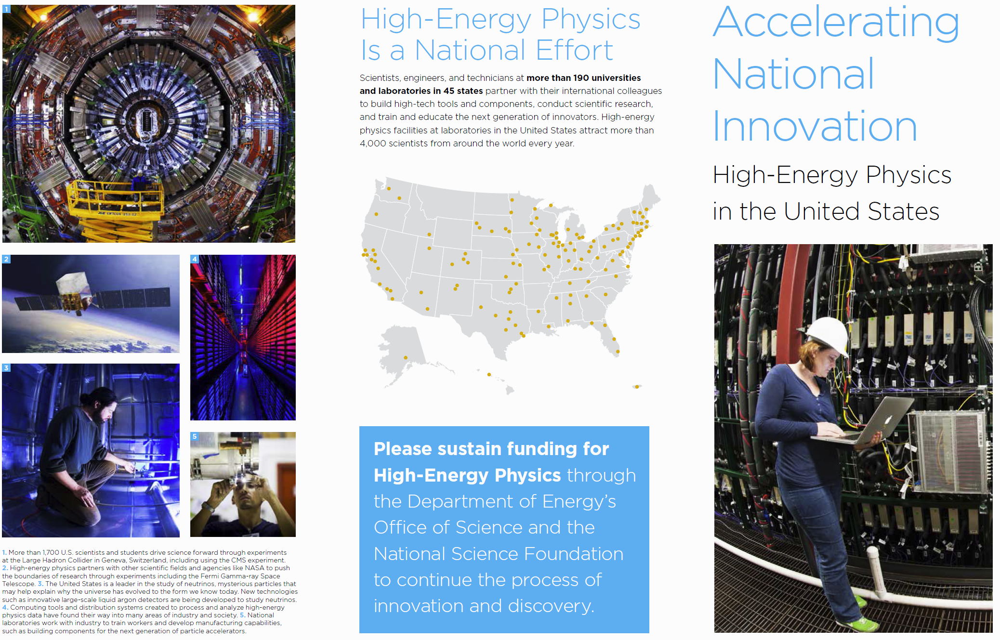 1
2
3
4
5
1. More than 1,700 U.S. scientists and students drive science forward through experiments
at the Large Hadron Collider in Geneva, Switzerland, including using the CMS experiment.
2. High-energy physics partners with other scientific fields and agencies like NASA to push
the boundaries of research through experiments including the Fermi Gamma-ray Space
Telescope. 3. The United States is a leader in the study of neutrinos, mysterious particles that
may help explain why the universe has evolved to the form we know today. New technologies
such as innovative large-scale liquid argon detectors are being developed to study neutrinos.
4. Computing tools and distribution systems created to process and analyze high-energy
physics data have found their way into many areas of industry and society. 5. National
laboratories work with industry to train workers and develop manufacturing capabilities,
such as building components for the next generation of particle accelerators.
High-Energy Physics
Is a National Effort
Scientists, engineers, and technicians at more than 190 universities
and laboratories in 45 states partner with their international colleagues
to build high-tech tools and components, conduct scientific research,
and train and educate the next generation of innovators. High-energy
physics facilities at laboratories in the United States attract more than
4,000 scientists from around the world every year.
Please sustain funding for
High-Energy Physics through
the Department of Energy's
Office of Science and the
National Science Foundation
to continue the process of
innovation and discovery.
Accelerating
National
Innovation
High-Energy Physics
in the United States